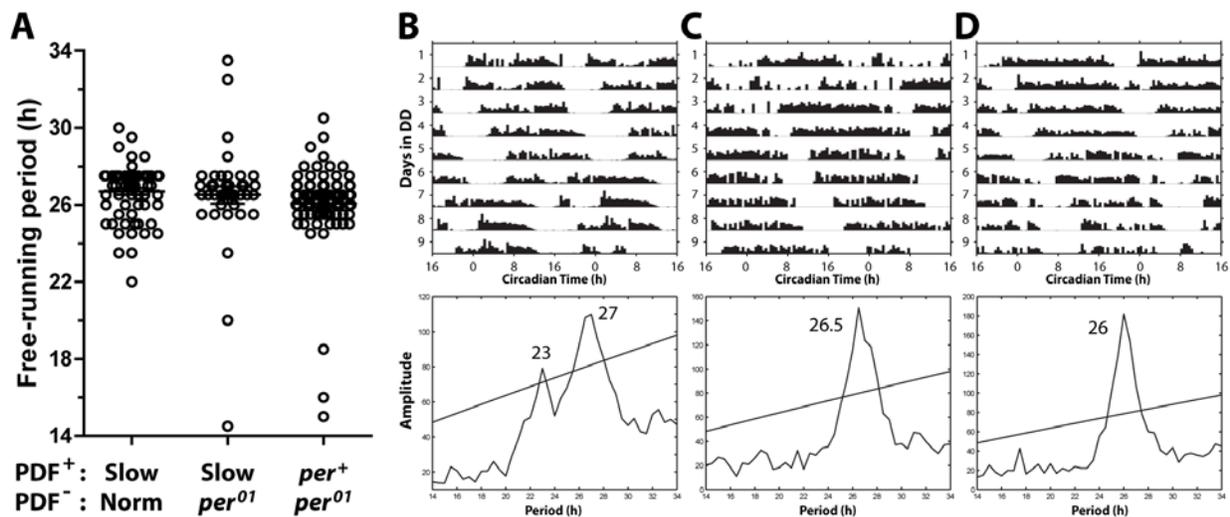 A
B
C
D
Free-running period (h)
34
30
26
22
18
14
PDF+ : Slow Slow per+
PDF- : Norm per01 per01
Days in DD
1
2
3
4
5
6
7
8
9
16 0 8 16 0 8 16
Circadian Time (h)
16 0 8 16 0 8
Circadian Time (h)
16 0 8 16 0 8 16
Circadian Time (h)
Amplitude
120
100
80
60
40
20
23
27
14 16 18 20 22 24 26 28 30 32 34
Period (h)
160
140
120
100
80
60
40
20
26.5
14 16 18 20 22 24 26 28 30 32 34
Period (h)
200
180
160
140
120
100
80
60
40
20
26
14 16 18 20 22 24 26 28 30 32 34
Period (h)